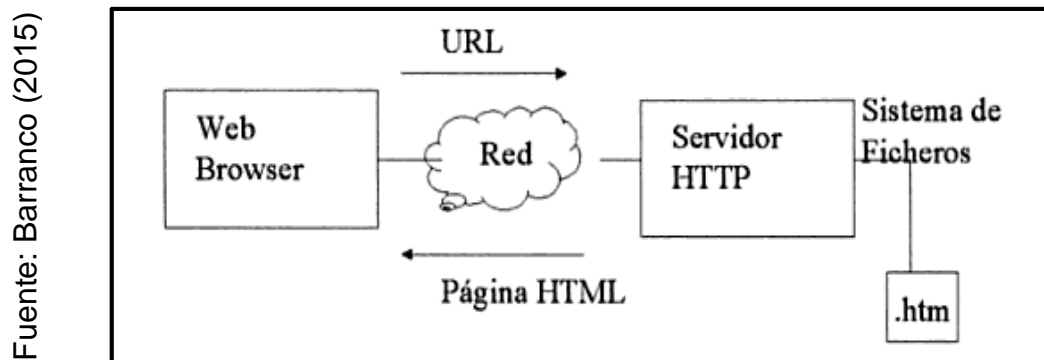 Fuente: Barranco (2015)
URL
Web
Browser
Red
Servidor
HTTP
Sistema de
Ficheros
Página HTML
.htm